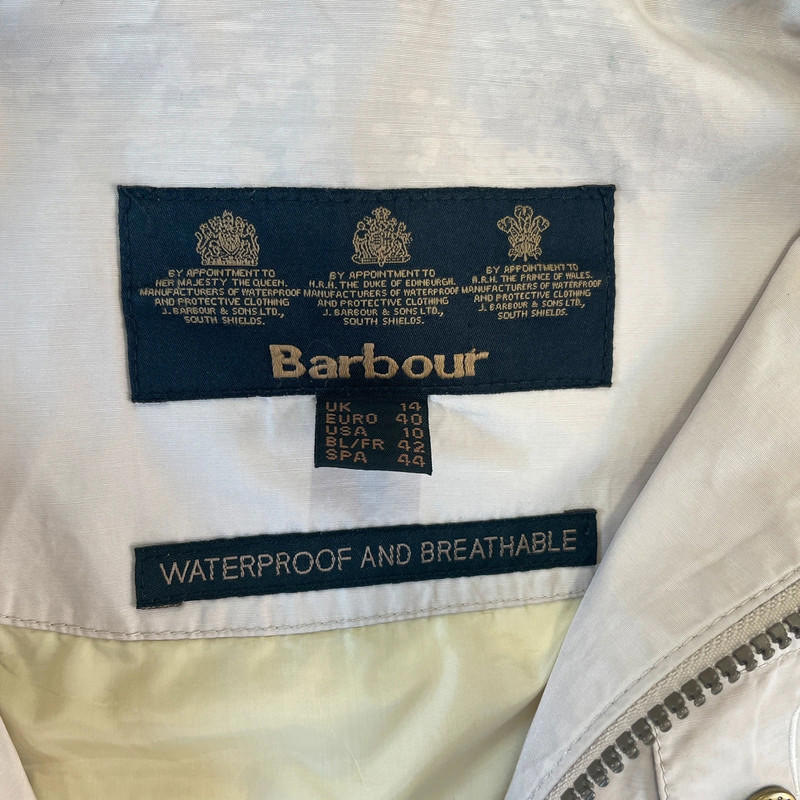 BY APPOINTMENT TO
HER MAJESTY THE QUEEN.
MANUFACTURERS OF WATERPROOF
AND PROTECTIVE CLOTHING
J. BARBOUR & SONS LTD.,
SOUTH SHIELDS.
BY APPOINTMENT TO
H.R.H. THE DUKE OF EDINBURGH.
MANUFACTURERS OF WATERPROOF
AND PROTECTIVE CLOTHING
J. BARBOUR & SONS LTD.,
SOUTH SHIELDS.
BY APPOINTMENT TO
H.R.H. THE PRINCE OF WALES.
MANUFACTURERS OF WATERPROOF
AND PROTECTIVE CLOTHING
J. BARBOUR & SONS LTD.,
SOUTH SHIELDS.
Barbour
UK 14
EURO 40
USA 10
BL/FR 42
SPA 44
WATERPROOF AND BREATHABLE